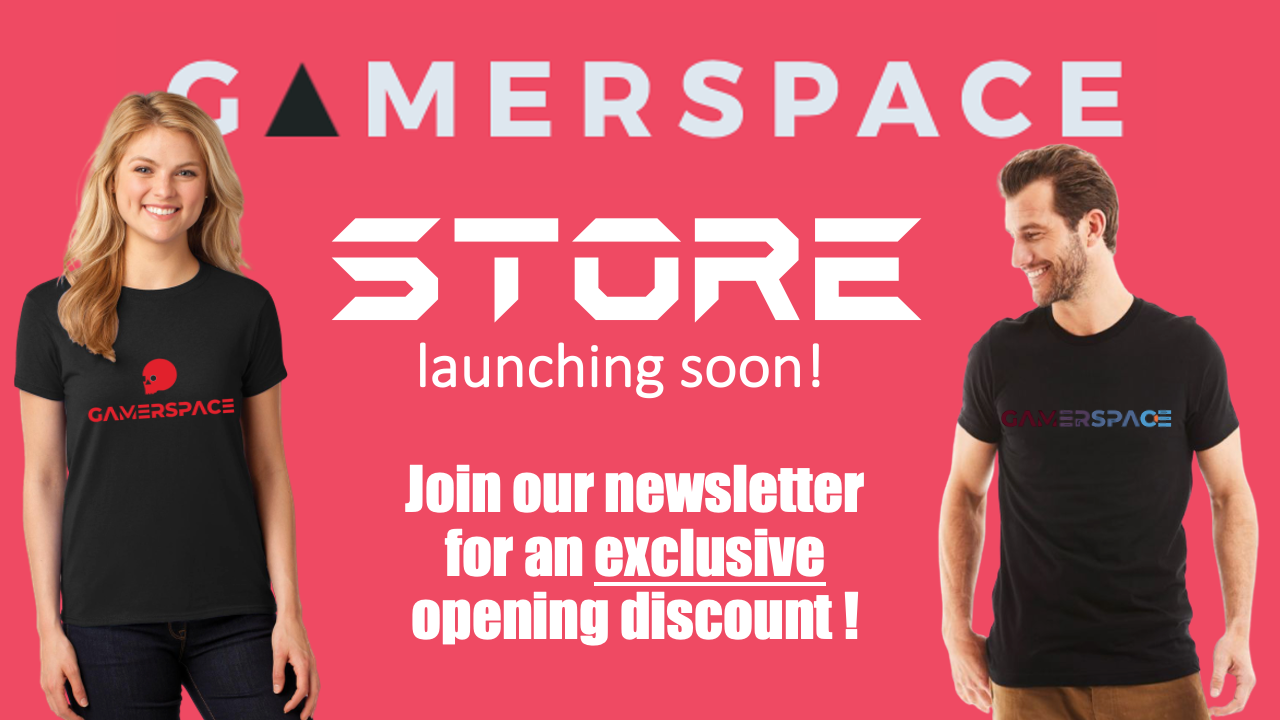 GAMERSPACE
STORE
launching soon!
GAMERSPACE
GAMERSPACE
Join our newsletter
for an exclusive
opening discount !